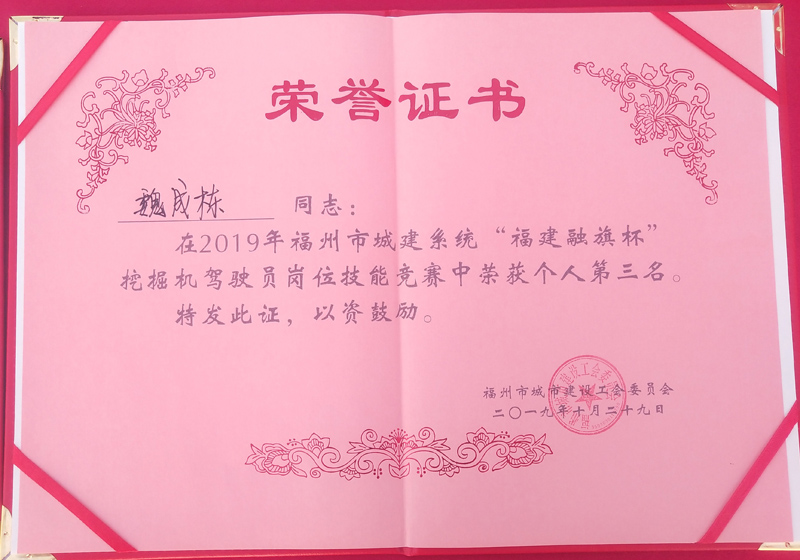 荣誉证书
魏成栋 同志：
在2019年福州市城建系统“福建融旗杯”
挖掘机驾驶员岗位技能竞赛中荣获个人第三名。
特发此证，以资鼓励。
福州市城市建设工会委员会
二〇一九年十月二十九日